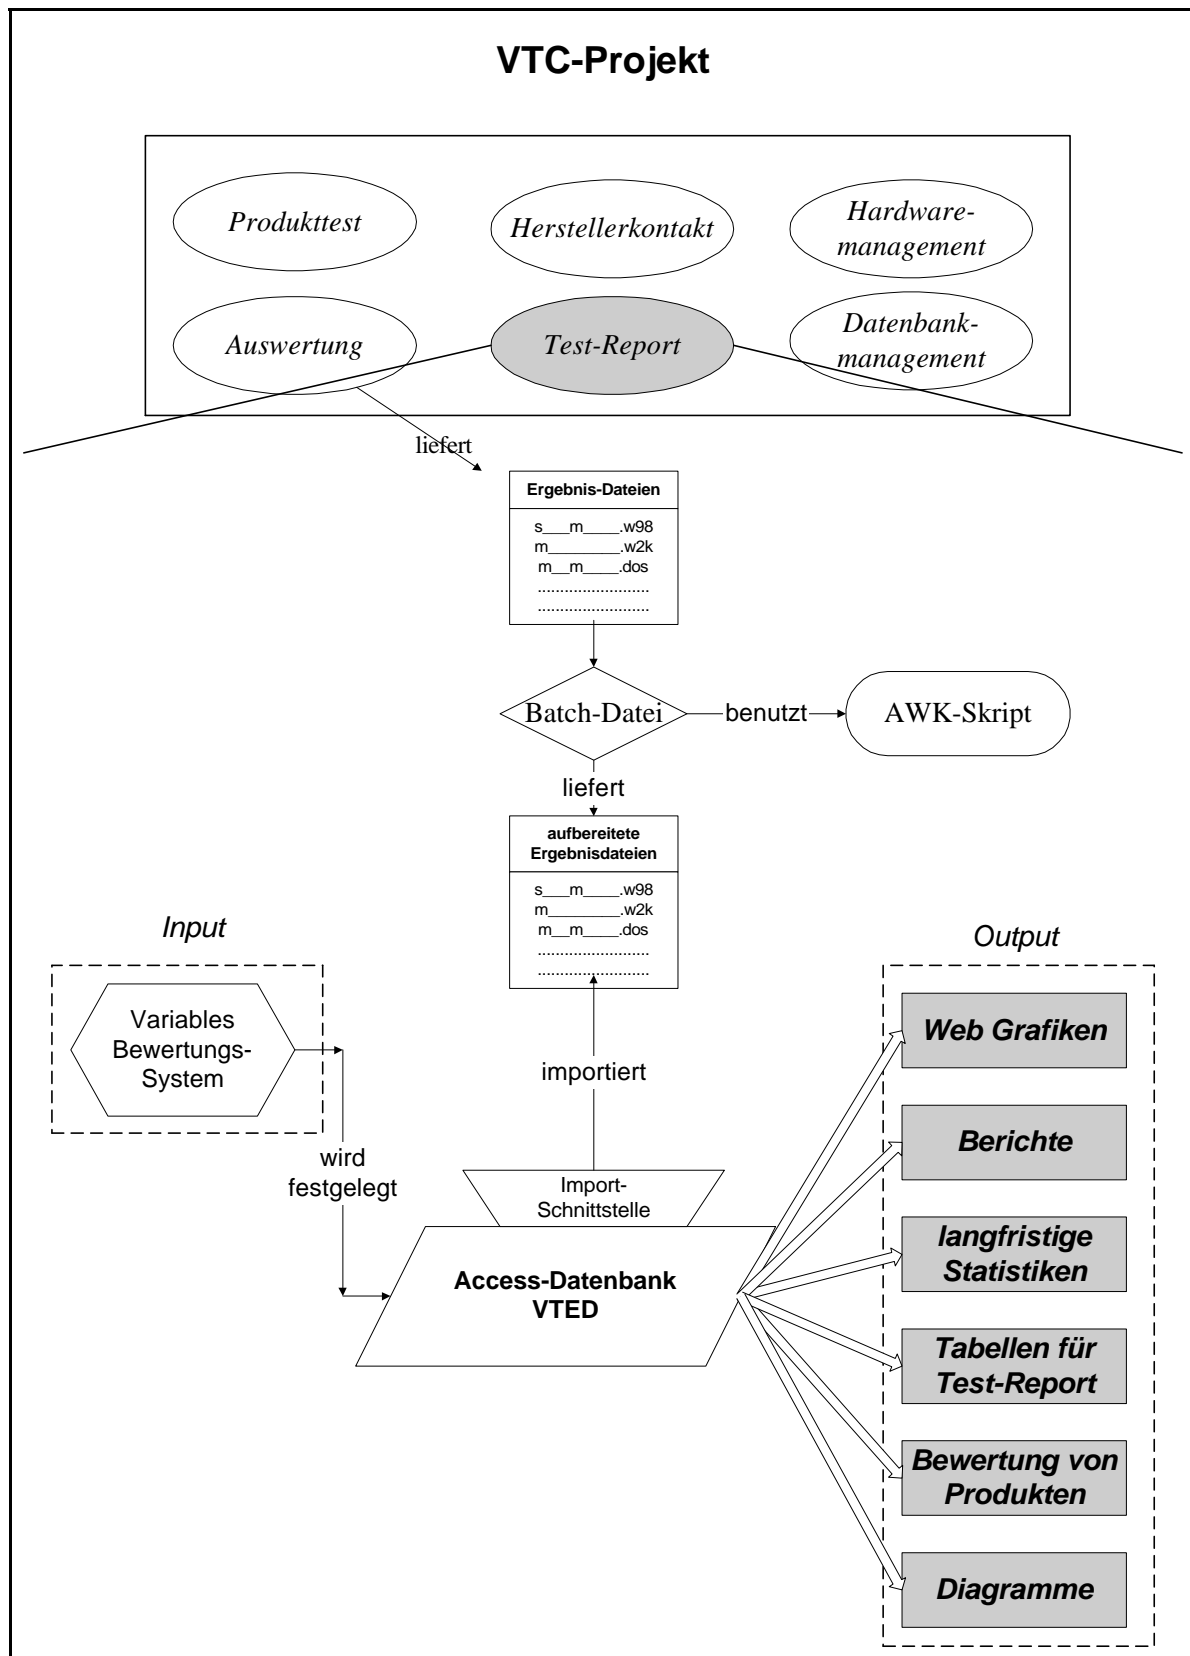 VTC-Projekt
Produkttest
Herstellerkontakt
Hardware-
management
Auswertung
Test-Report
Datenbank-
management
liefert
Ergebnis-Dateien
s___m____.w98
m________.w2k
m__m____.dos
.........................
.........................
Batch-Datei
benutzt
AWK-Skript
liefert
aufbereitete
Ergebnisdateien
s___m____.w98
m________.w2k
m__m____.dos
.........................
.........................
Input
Variables
Bewertungs-
System
wird
festgelegt
importiert
Import-
Schnittstelle
Access-Datenbank
VTED
Output
Web Grafiken
Berichte
langfristige
Statistiken
Tabellen für
Test-Report
Bewertung von
Produkten
Diagramme